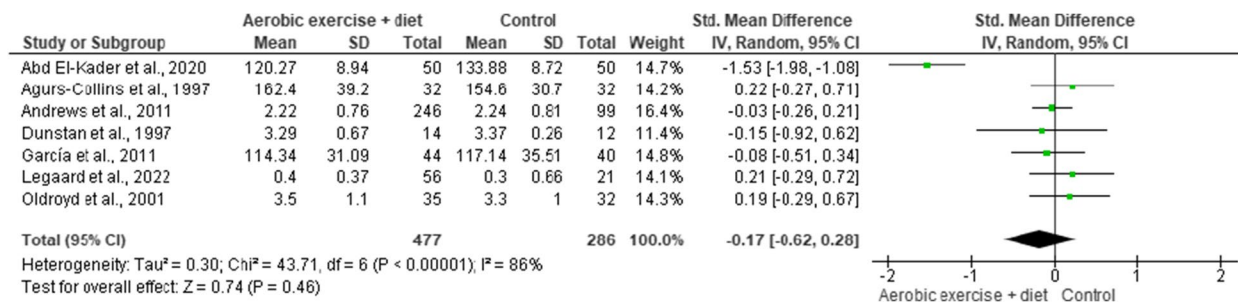 Aerobic exercise + diet Control Std. Mean Difference Std. Mean Difference
Study or Subgroup Mean SD Total Mean SD Total Weight IV, Random, 95% CI IV, Random, 95% CI
Abd El-Kader et al., 2020 120.27 8.94 50 133.88 8.72 50 14.7% -1.53 [-1.98, -1.08]
Agurs-Collins et al., 1997 162.4 39.2 32 154.6 30.7 32 14.2% 0.22 [-0.27, 0.71]
Andrews et al., 2011 2.22 0.76 246 2.24 0.81 99 16.4% -0.03 [-0.26, 0.21]
Dunstan et al., 1997 3.29 0.67 14 3.37 0.26 12 11.4% -0.15 [-0.92, 0.62]
García et al., 2011 114.34 31.09 44 117.14 35.51 40 14.8% -0.08 [-0.51, 0.34]
Legaard et al., 2022 0.4 0.37 56 0.3 0.66 21 14.1% 0.21 [-0.29, 0.72]
Oldroyd et al., 2001 3.5 1.1 35 3.3 1 32 14.3% 0.19 [-0.29, 0.67]
Total (95% CI) 477 286 100.0% -0.17 [-0.62, 0.28]
Heterogeneity: Tau² = 0.30; Chi² = 43.71, df = 6 (P < 0.00001); I² = 86%
Test for overall effect: Z = 0.74 (P = 0.46)
-2 -1 0 1 2
Aerobic exercise + diet Control